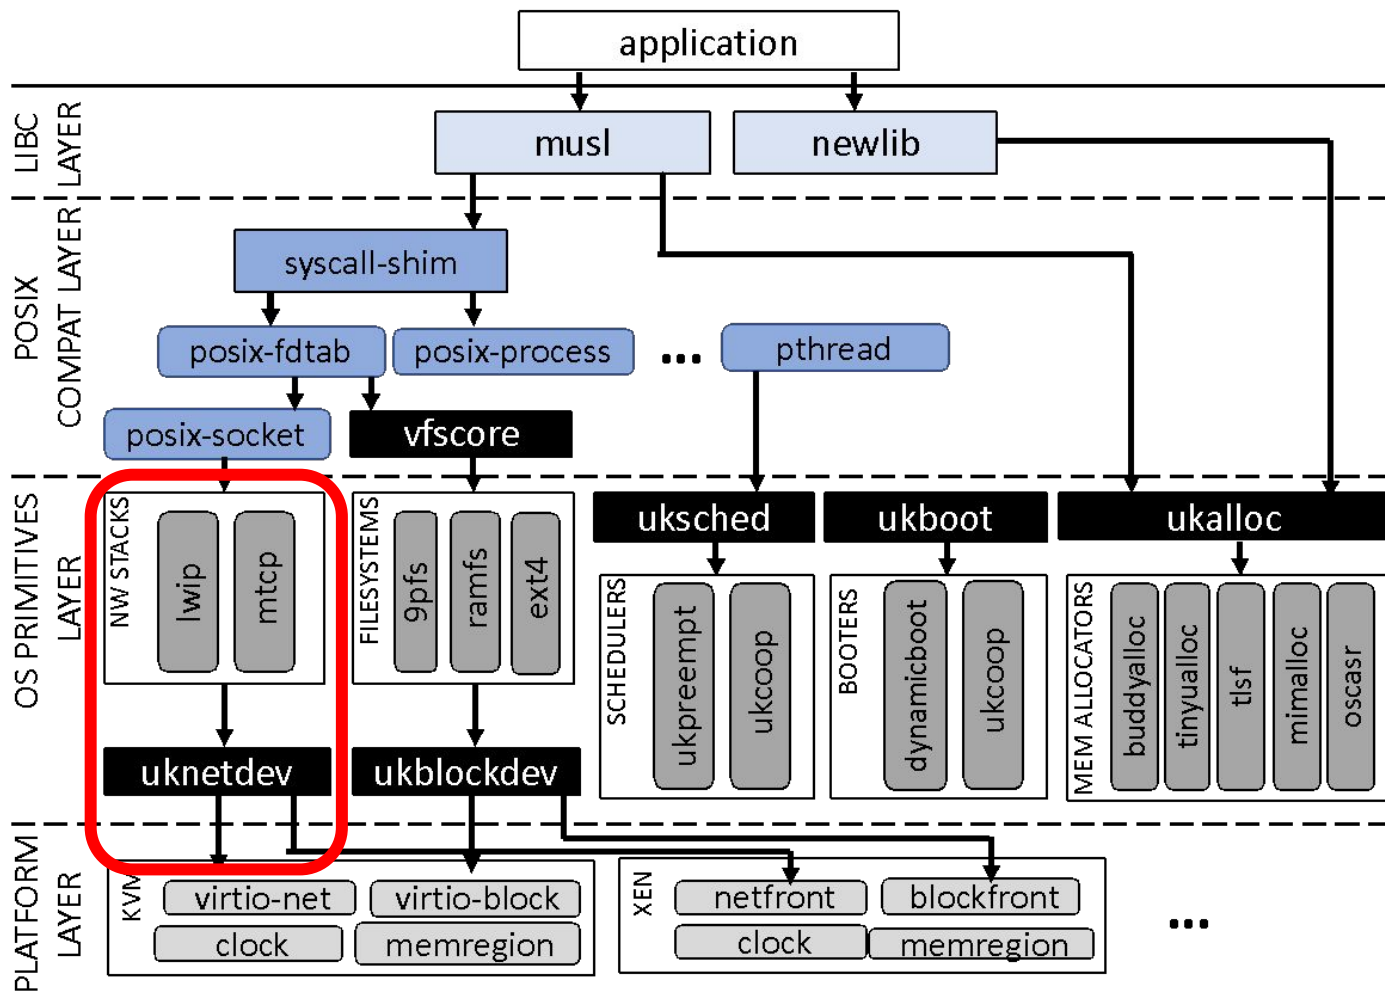 application
LIBC
LAYER
musl
newlib
POSIX
COMPAT LAYER
syscall-shim
posix-fdtab
posix-process
...
pthread
posix-socket
vfscore
OS PRIMITIVES
LAYER
NW STACKS
lwip
mtcp
FILESYSTEMS
9pfs
ramfs
ext4
uksched
ukboot
ukalloc
SCHEDULERS
ukpreempt
ukcoop
BOOTERS
dynamicboot
ukcoop
MEM ALLOCATORS
buddyalloc
tinyualloc
tlsf
mimalloc
oscasr
uknetdev
ukblockdev
PLATFORM
LAYER
KVM
virtio-net
virtio-block
clock
memregion
XEN
netfront
blockfront
clock
memregion
...